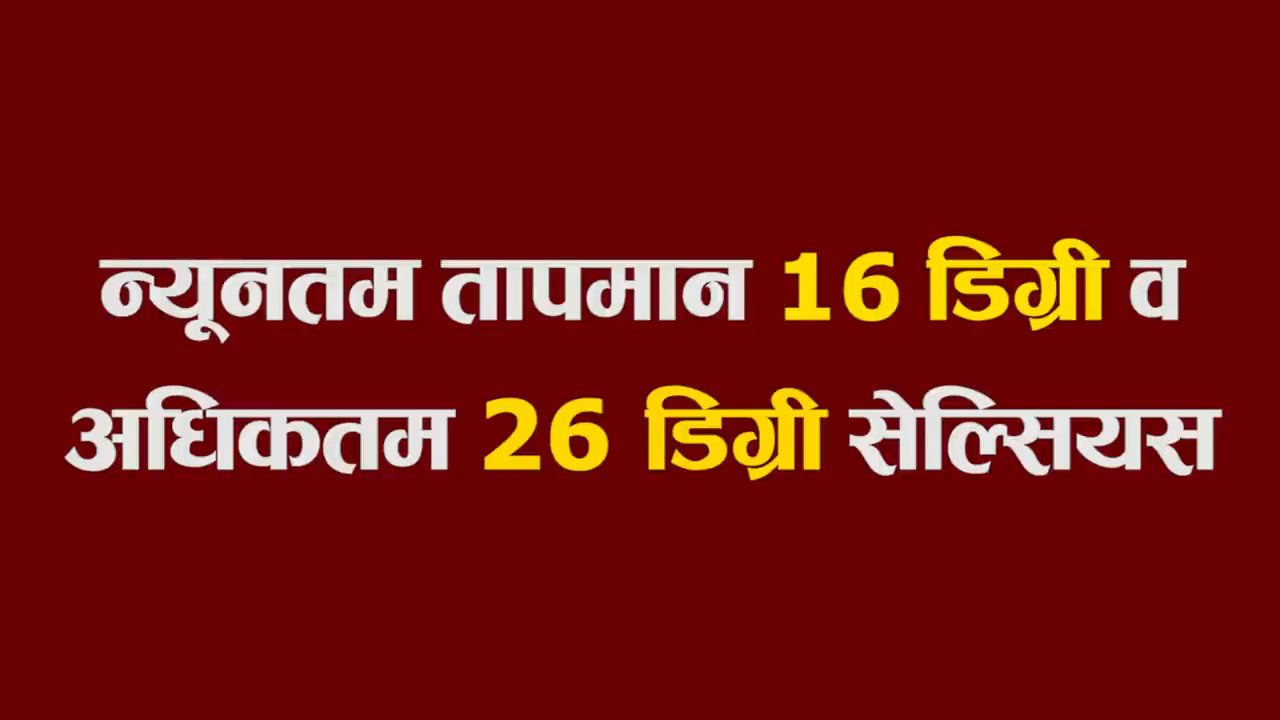 न्यूनतम तापमान 16 डिग्री व
अधिकतम 26 डिग्री सेल्सियस